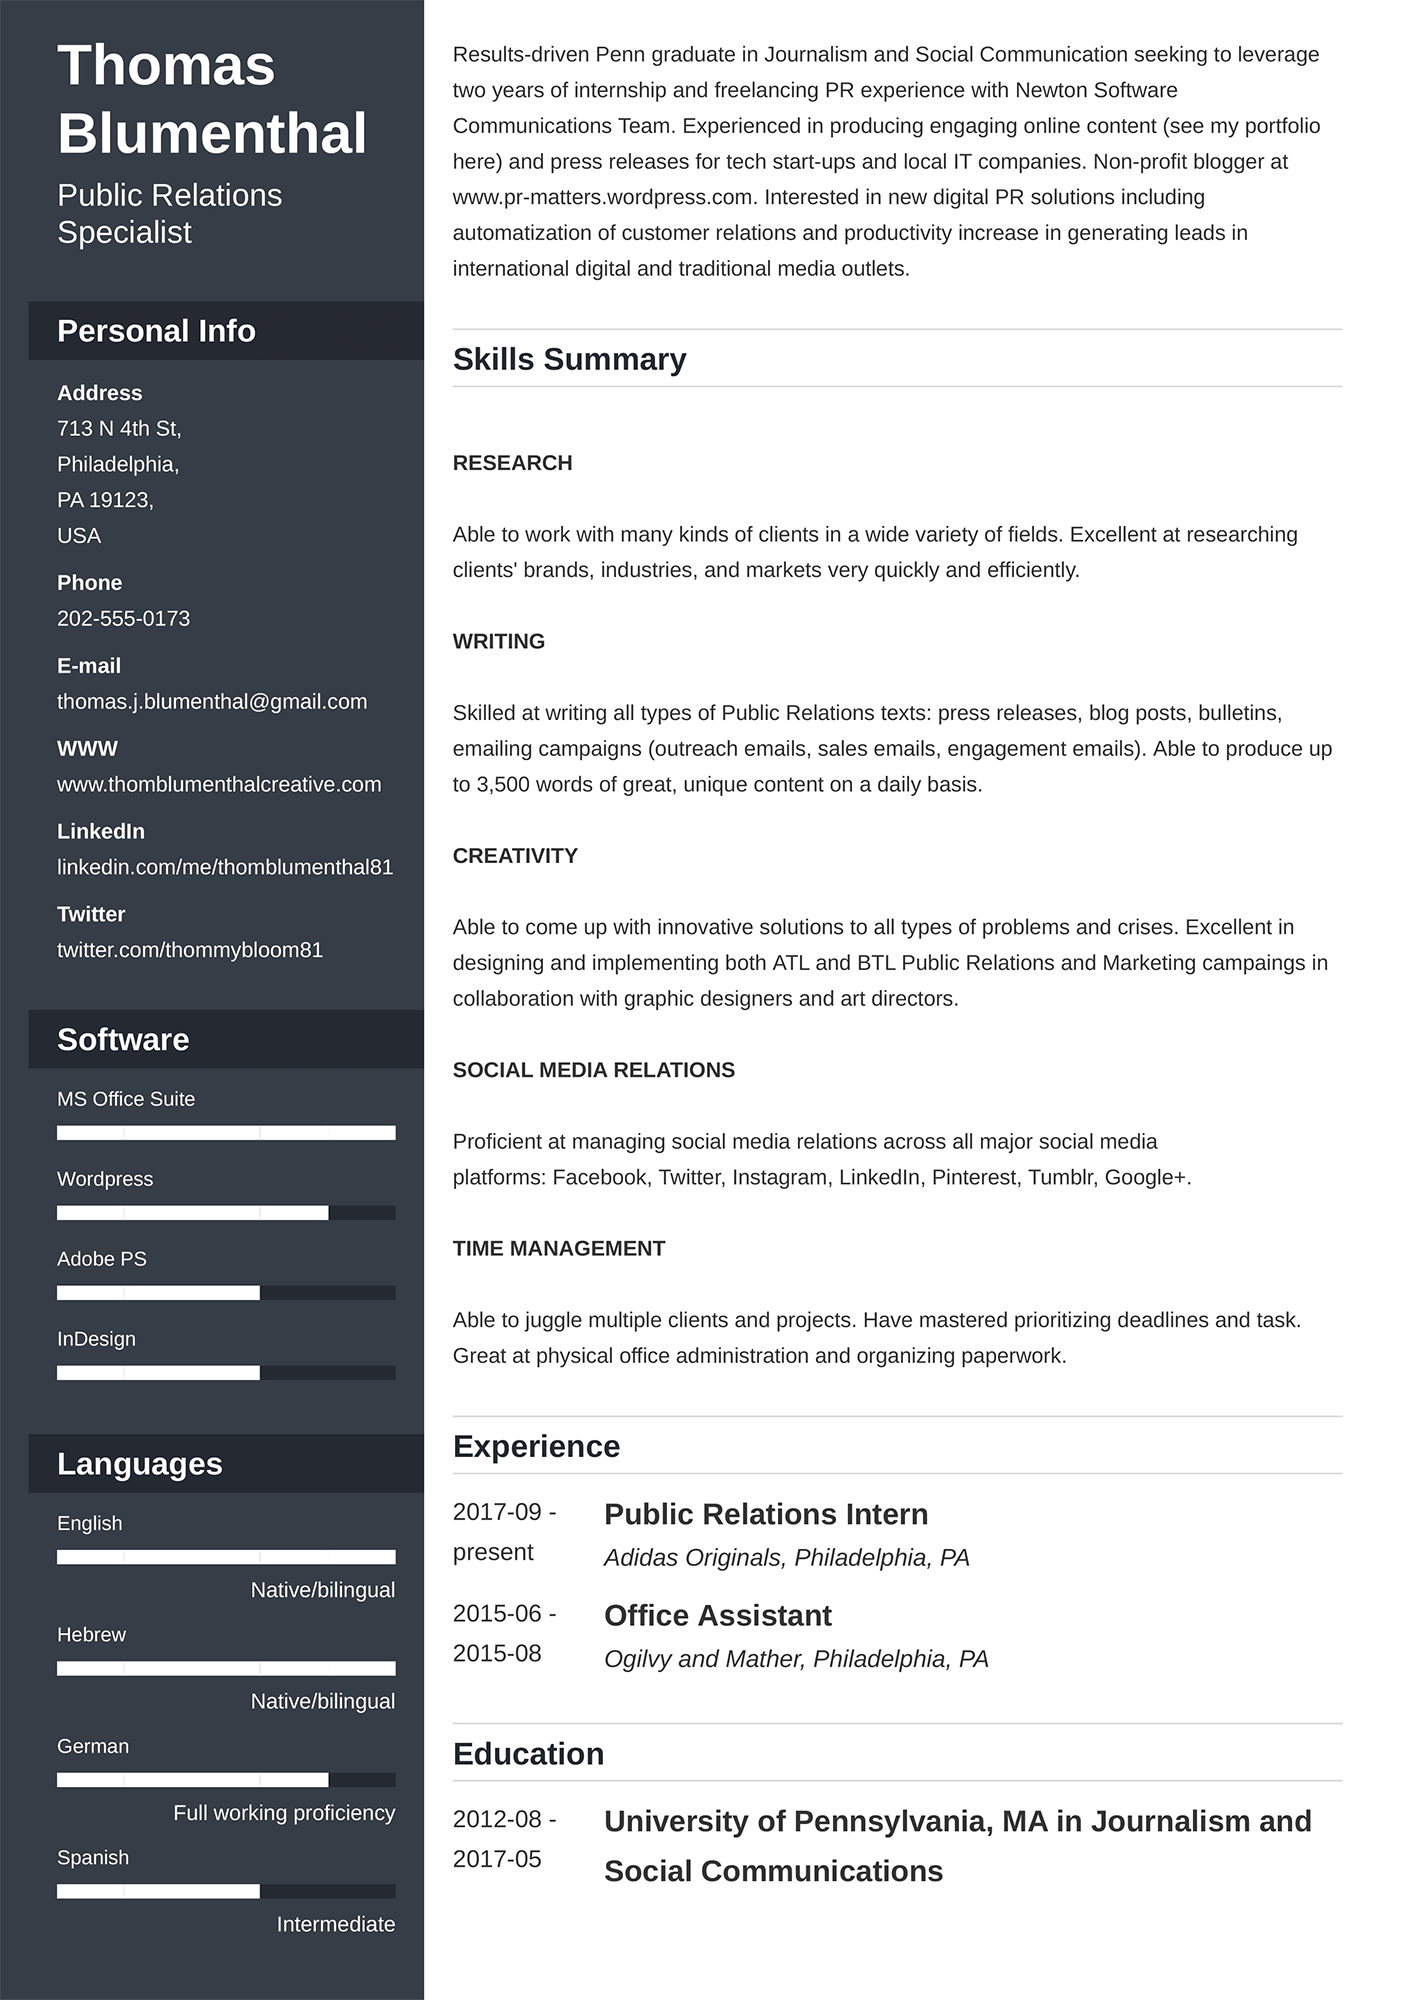 Thomas
Blumenthal
Public Relations
Specialist
Personal Info
Address
713 N 4th St,
Philadelphia,
PA 19123,
USA
Phone
202-555-0173
E-mail
thomas.j.blumenthal@gmail.com
WWW
www.thomblumenthalcreative.com
LinkedIn
linkedin.com/me/thomblumenthal81
Twitter
twitter.com/thommybloom81
Software
MS Office Suite
Wordpress
Adobe PS
InDesign
Languages
English
Native/bilingual
Hebrew
Native/bilingual
German
Full working proficiency
Spanish
Intermediate
Results-driven Penn graduate in Journalism and Social Communication seeking to leverage
two years of internship and freelancing PR experience with Newton Software
Communications Team. Experienced in producing engaging online content (see my portfolio
here) and press releases for tech start-ups and local IT companies. Non-profit blogger at
www.pr-matters.wordpress.com. Interested in new digital PR solutions including
automatization of customer relations and productivity increase in generating leads in
international digital and traditional media outlets.
Skills Summary
RESEARCH
Able to work with many kinds of clients in a wide variety of fields. Excellent at researching
clients' brands, industries, and markets very quickly and efficiently.
WRITING
Skilled at writing all types of Public Relations texts: press releases, blog posts, bulletins,
emailing campaigns (outreach emails, sales emails, engagement emails). Able to produce up
to 3,500 words of great, unique content on a daily basis.
CREATIVITY
Able to come up with innovative solutions to all types of problems and crises. Excellent in
designing and implementing both ATL and BTL Public Relations and Marketing campaings in
collaboration with graphic designers and art directors.
SOCIAL MEDIA RELATIONS
Proficient at managing social media relations across all major social media
platforms: Facebook, Twitter, Instagram, LinkedIn, Pinterest, Tumblr, Google+.
TIME MANAGEMENT
Able to juggle multiple clients and projects. Have mastered prioritizing deadlines and task.
Great at physical office administration and organizing paperwork.
Experience
2017-09 -
present
Public Relations Intern
Adidas Originals, Philadelphia, PA
2015-06 -
2015-08
Office Assistant
Ogilvy and Mather, Philadelphia, PA
Education
2012-08 -
2017-05
University of Pennsylvania, MA in Journalism and
Social Communications